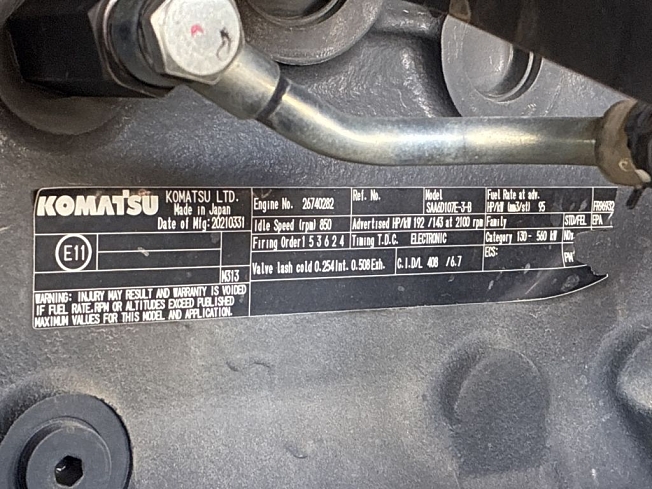 KOMATSU KOMATSU LTD.
Made in Japan
Date of Mfg: 20210331
E11
N313
WARNING: INJURY MAY RESULT AND WARRANTY IS VOIDED
IF FUEL RATE.RPM OR ALTITUDES EXCEED PUBLISHED
MAXIMUM VALUES FOR THIS MODEL AND APPLICATION.
Engine No. 26740282
Ref. No.
Model
SAA6D107E-3-B
Fuel Rate at adv.
HP/kW (mm3/st) 95
Idle Speed (rpm) 850
Advertised HP/kW 192 /143 at 2100 rpm
Family
STD/FEL
EPA
Firing Order 1 5 3 6 2 4
Timing T.D.C. ELECTRONIC
Category 130 - 560 kW
Valve lash cold 0.254Int. 0.508Exh.
C.I.D/L 408 /6.7
ECS: